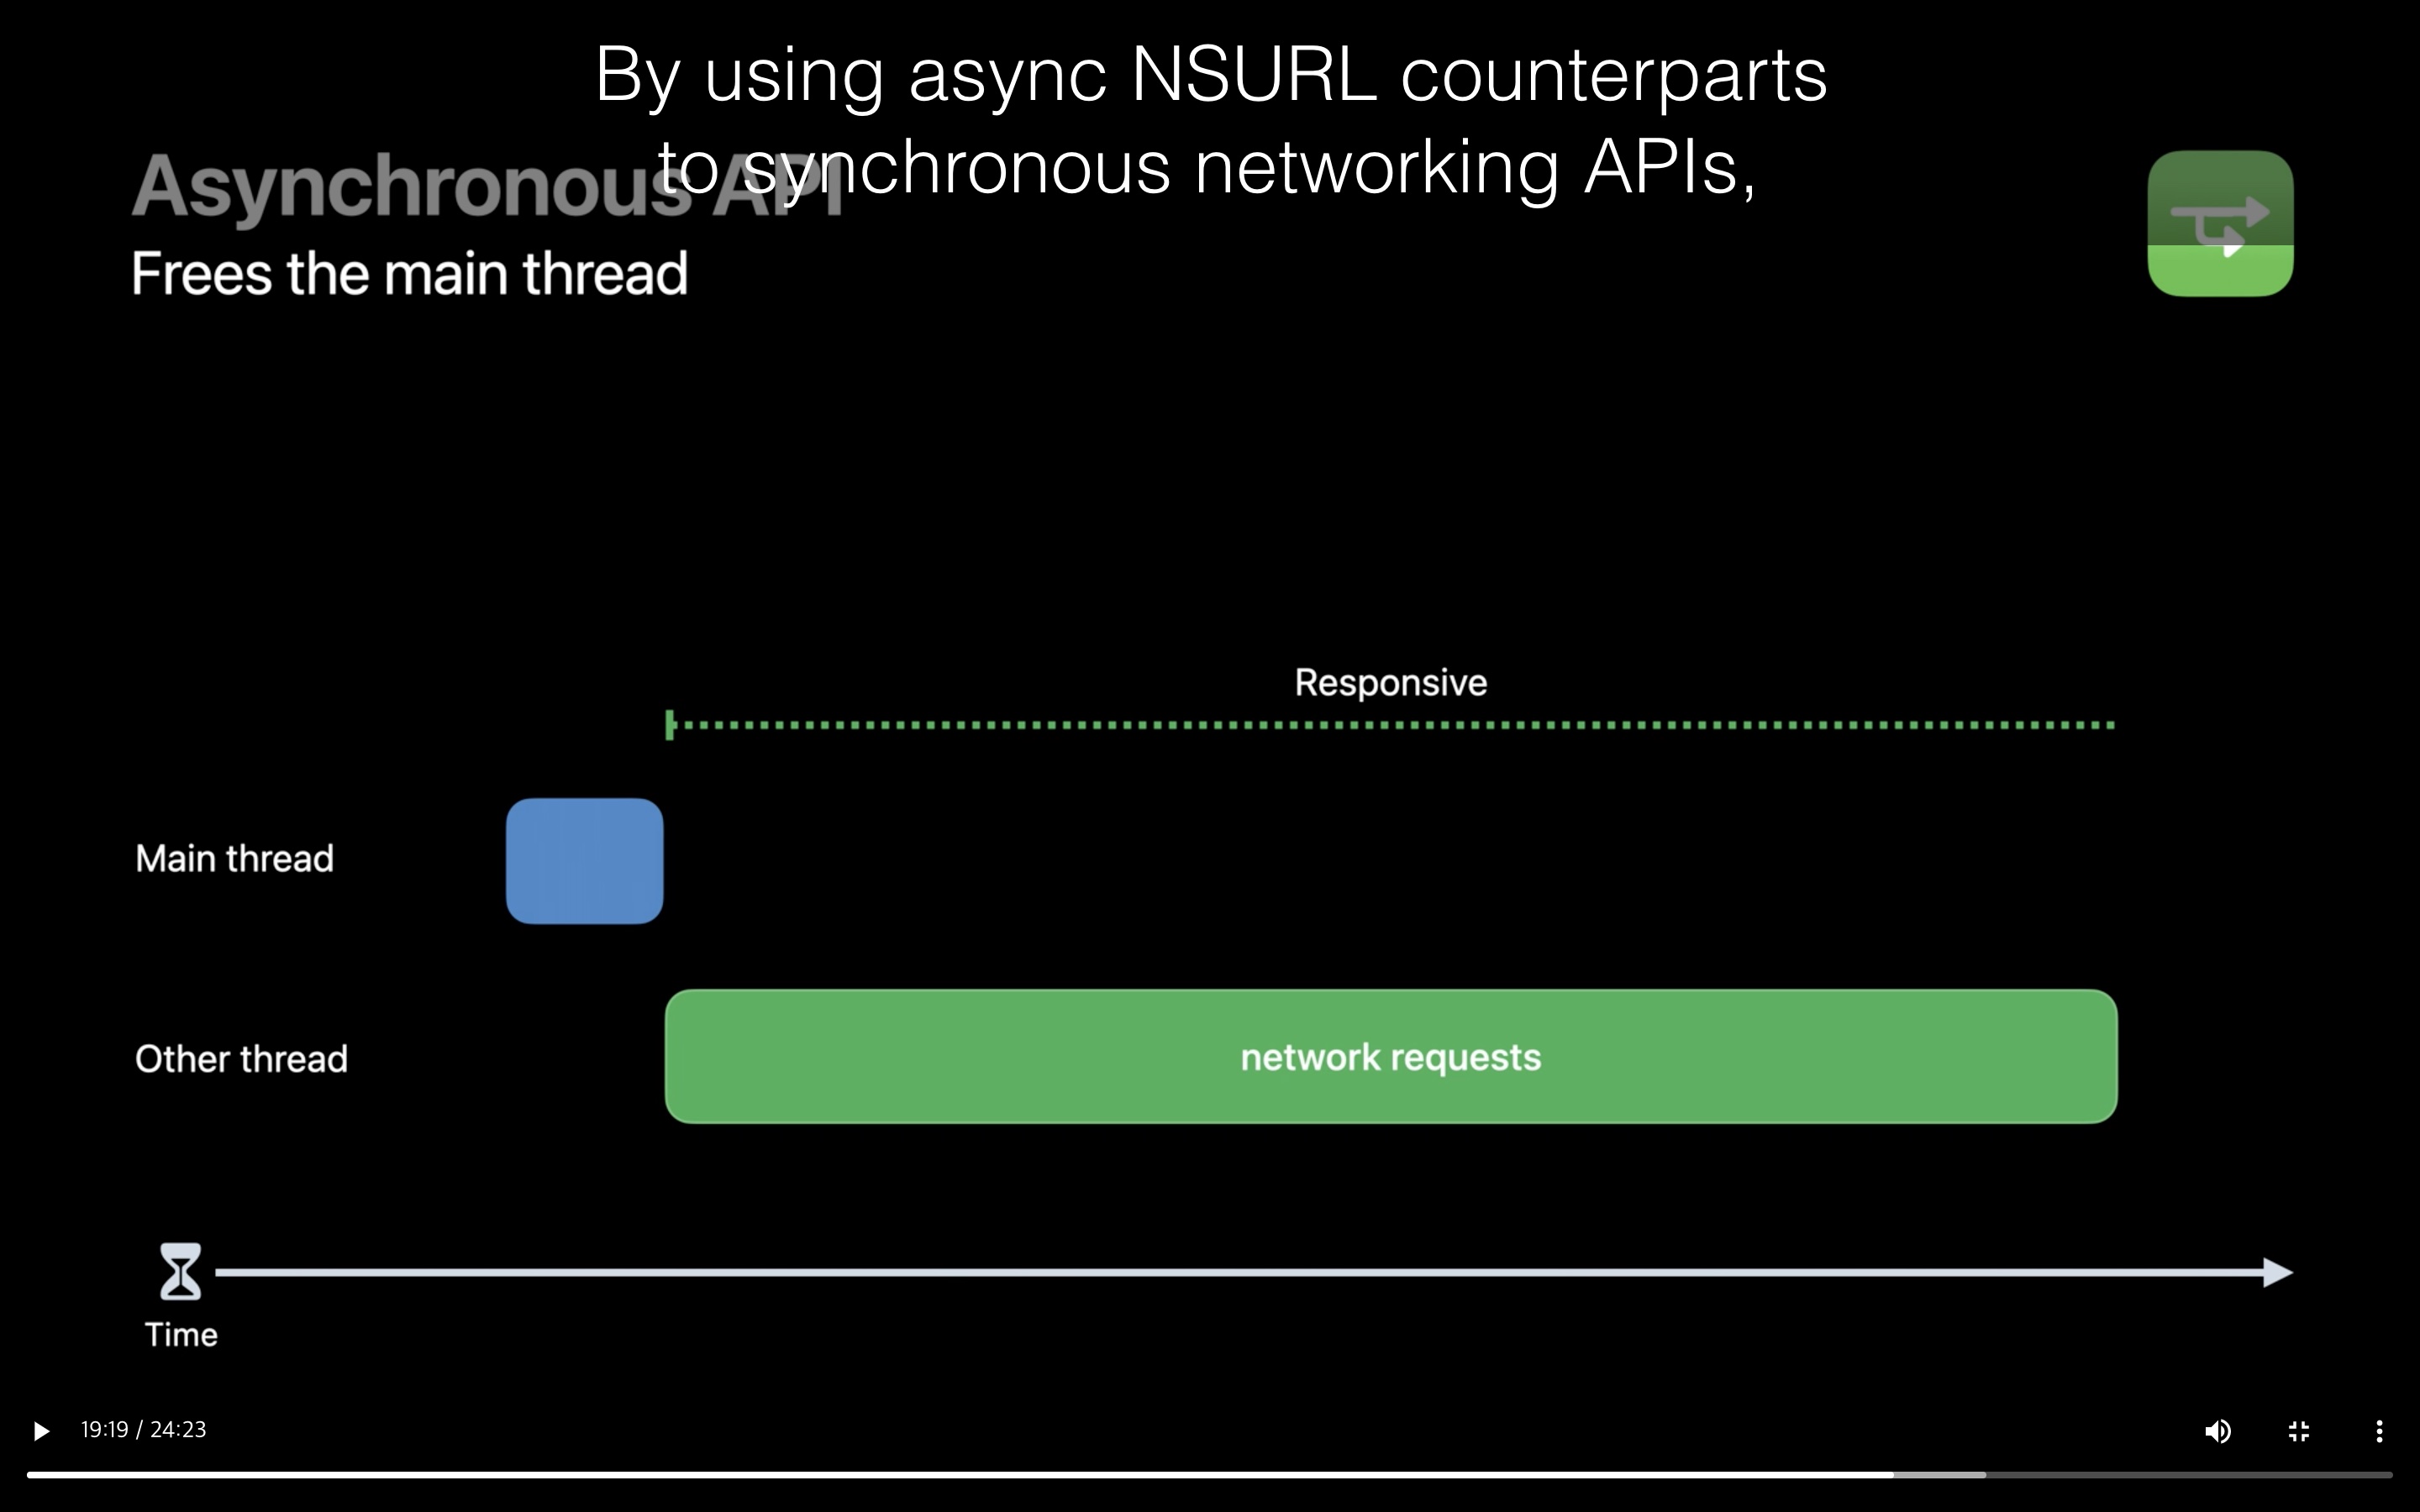 By using async NSURL counterparts
to synchronous networking APIs,
Asynchronous API
Frees the main thread
Responsive
Main thread
Other thread
network requests
Time
19:19 / 24:23